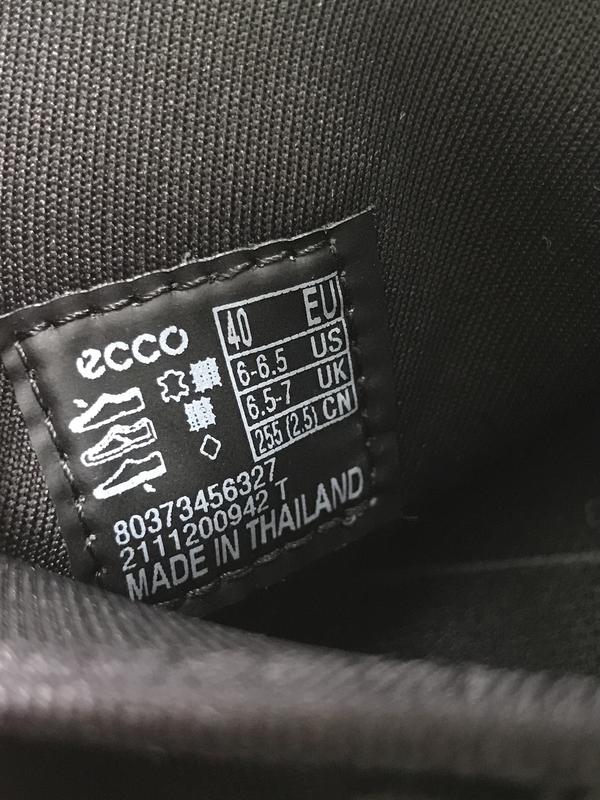 ecco
40 EU
6-6.5 US
6.5-7 UK
255 (2.5) CN
80373456327
2111200942 T
MADE IN THAILAND